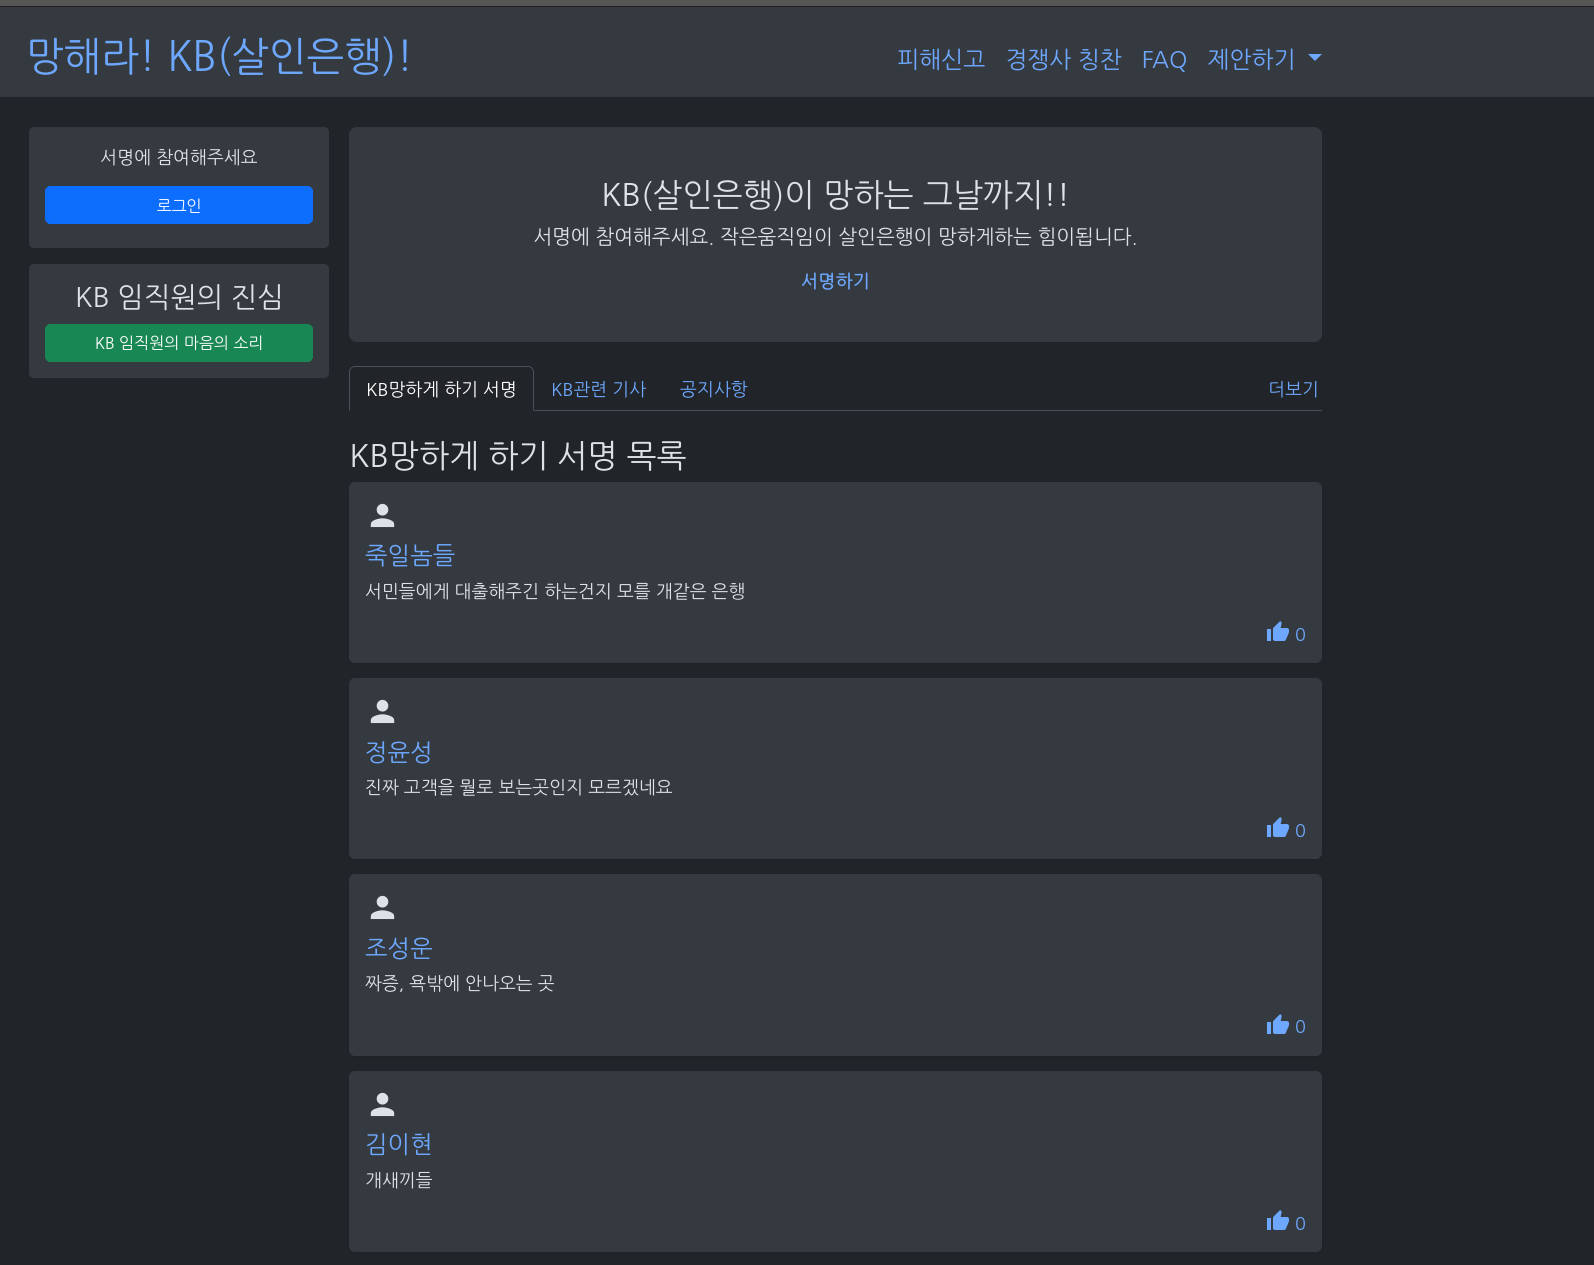 망해라! KB(살인은행)!
피해신고 경쟁사 칭찬 FAQ 제안하기
서명에 참여해주세요
로그인
KB 임직원의 진심
KB 임직원의 마음의 소리
KB(살인은행)이 망하는 그날까지!!
서명에 참여해주세요. 작은움직임이 살인은행이 망하게하는 힘이됩니다.
서명하기
KB망하게 하기 서명 KB관련 기사 공지사항 더보기
KB망하게 하기 서명 목록
죽일놈들
서민들에게 대출해주긴 하는건지 모를 개같은 은행
0
정윤성
진짜 고객을 뭘로 보는곳인지 모르겠네요
0
조성운
짜증, 욕밖에 안나오는 곳
0
김이현
개새끼들
0